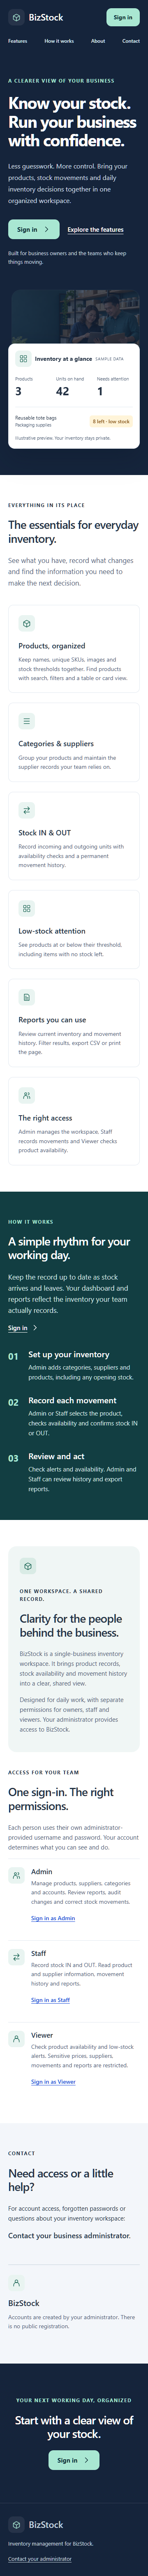 BizStock
Sign in
Features
How it works
About
Contact
A CLEARER VIEW OF YOUR BUSINESS
Know your stock.
Run your business
with confidence.
Less guesswork. More control. Bring your
products, stock movements and daily
inventory decisions together in one
organized workspace.
Sign in
Explore the features
Built for business owners and the teams who keep
things moving.
Inventory at a glance
SAMPLE DATA
Products
Units on hand
Needs attention
3
42
1
Reusable tote bags
Packaging supplies
8 left · low stock
Illustrative preview. Your inventory stays private.
EVERYTHING IN ITS PLACE
The essentials for everyday
inventory.
See what you have, record what changes
and find the information you need to
make the next decision.
Products, organized
Keep names, unique SKUs, images and
stock thresholds together. Find products
with search, filters and a table or card view.
Categories & suppliers
Group your products and maintain the
supplier records your team relies on.
Stock IN & OUT
Record incoming and outgoing units with
availability checks and a permanent
movement history.
Low-stock attention
See products at or below their threshold,
including items with no stock left.
Reports you can use
Review current inventory and movement
history. Filter results, export CSV or print
the page.
The right access
Admin manages the workspace, Staff
records movements and Viewer checks
product availability.
HOW IT WORKS
A simple rhythm for your
working day.
Keep the record up to date as stock
arrives and leaves. Your dashboard and
reports reflect the inventory your team
actually records.
Sign in
01
Set up your inventory
Admin adds categories, suppliers and
products, including any opening stock.
02
Record each movement
Admin or Staff selects the product,
checks availability and confirms stock IN
or OUT.
03
Review and act
Check alerts and availability. Admin and
Staff can review history and export
reports.
ONE WORKSPACE. A SHARED
RECORD.
Clarity for the people
behind the business.
BizStock is a single-business inventory
workspace. It brings product records,
stock availability and movement history
into a clear, shared view.
Designed for daily work, with separate
permissions for owners, staff and
viewers. Your administrator provides
access to BizStock.
ACCESS FOR YOUR TEAM
One sign-in. The right
permissions.
Each person uses their own administrator-
provided username and password. Your account
determines what you can see and do.
Admin
Manage products, suppliers, categories
and accounts. Review reports, audit
changes and correct stock movements.
Sign in as Admin
Staff
Record stock IN and OUT. Read product
and supplier information, movement
history and reports.
Sign in as Staff
Viewer
Check product availability and low-stock
alerts. Sensitive prices, suppliers,
movements and reports are restricted.
Sign in as Viewer
CONTACT
Need access or a little
help?
For account access, forgotten passwords or
questions about your inventory workspace:
Contact your business administrator.
BizStock
Accounts are created by your administrator. There
is no public registration.
YOUR NEXT WORKING DAY, ORGANIZED
Start with a clear view of
your stock.
Sign in
BizStock
Inventory management for BizStock.
Contact your administrator